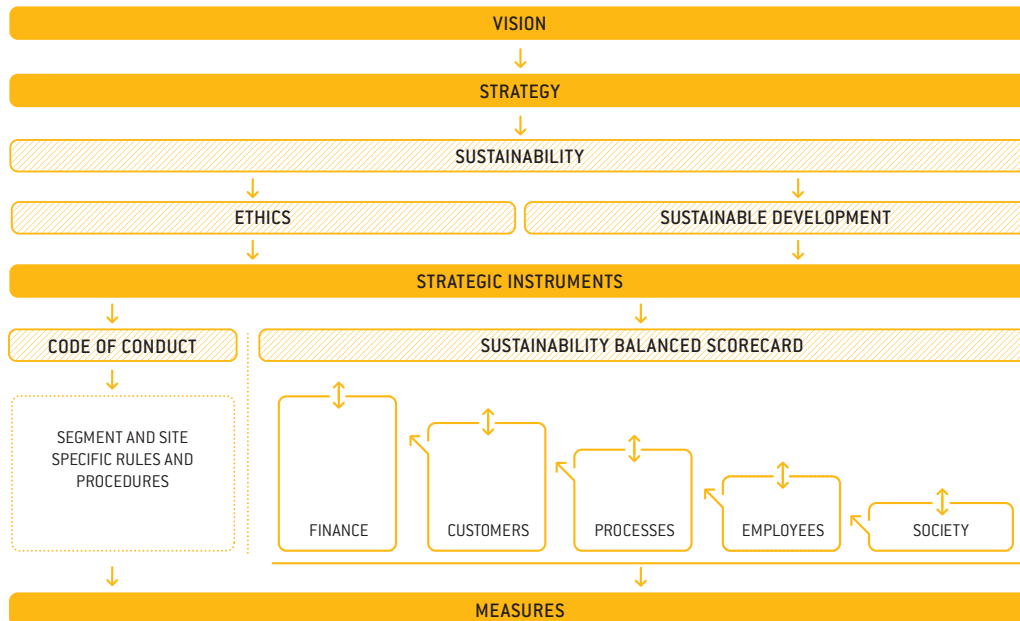 VISION
STRATEGY
SUSTAINABILITY
ETHICS
SUSTAINABLE DEVELOPMENT
STRATEGIC INSTRUMENTS
CODE OF CONDUCT
SUSTAINABILITY BALANCED SCORECARD
SEGMENT AND SITE
SPECIFIC RULES AND
PROCEDURES
FINANCE
CUSTOMERS
PROCESSES
EMPLOYEES
SOCIETY
MEASURES